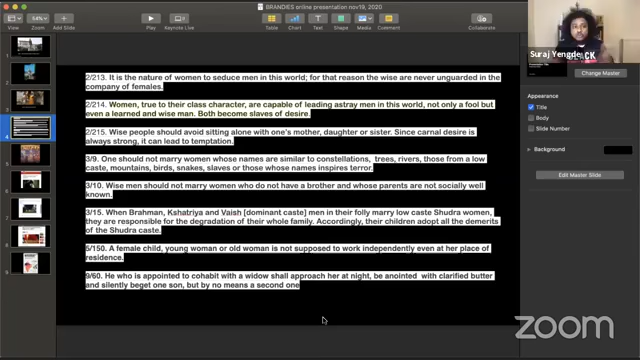 BRANDIES online presentation nov19, 2020
View
Zoom
Add Slide
Play
Keynote Live
Table
Chart
Text
Shape
Media
Comment
Collaborate
Suraj Yengde
Change Master
Appearance
Title
Body
Slide Number
Background
Edit Master Slide
1
2
3
4
5
6
7
8
9
2/213. It is the nature of women to seduce men in this world; for that reason the wise are never unguarded in the
company of females.
2/214. Women, true to their class character, are capable of leading astray men in this world, not only a fool but
even a learned and wise man. Both become slaves of desire.
2/215. Wise people should avoid sitting alone with one's mother, daughter or sister. Since carnal desire is
always strong, it can lead to temptation.
3/9. One should not marry women whose names are similar to constellations, trees, rivers, those from a low
caste, mountains, birds, snakes, slaves or those whose names inspires terror.
3/10. Wise men should not marry women who do not have a brother and whose parents are not socially well
known.
3/15. When Brahman, Kshatriya and Vaish [dominant caste] men in their folly marry low caste Shudra women,
they are responsible for the degradation of their whole family. Accordingly, their children adopt all the demerits
of the Shudra caste.
5/150. A female child, young woman or old woman is not supposed to work independently even at her place of
residence.
9/60. He who is appointed to cohabit with a widow shall approach her at night, be anointed with clarified butter
and silently beget one son, but by no means a second one
zoom